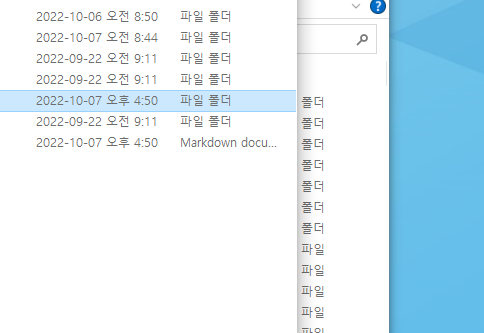 2022-10-06 오전 8:50 파일 폴더
2022-10-07 오전 8:44 파일 폴더
2022-09-22 오전 9:11 파일 폴더
2022-09-22 오전 9:11 파일 폴더
2022-10-07 오후 4:50 파일 폴더
2022-09-22 오전 9:11 파일 폴더
2022-10-07 오후 4:50 Markdown docu...
?
폴더
폴더
폴더
폴더
폴더
폴더
폴더
파일
파일
파일
파일
파일